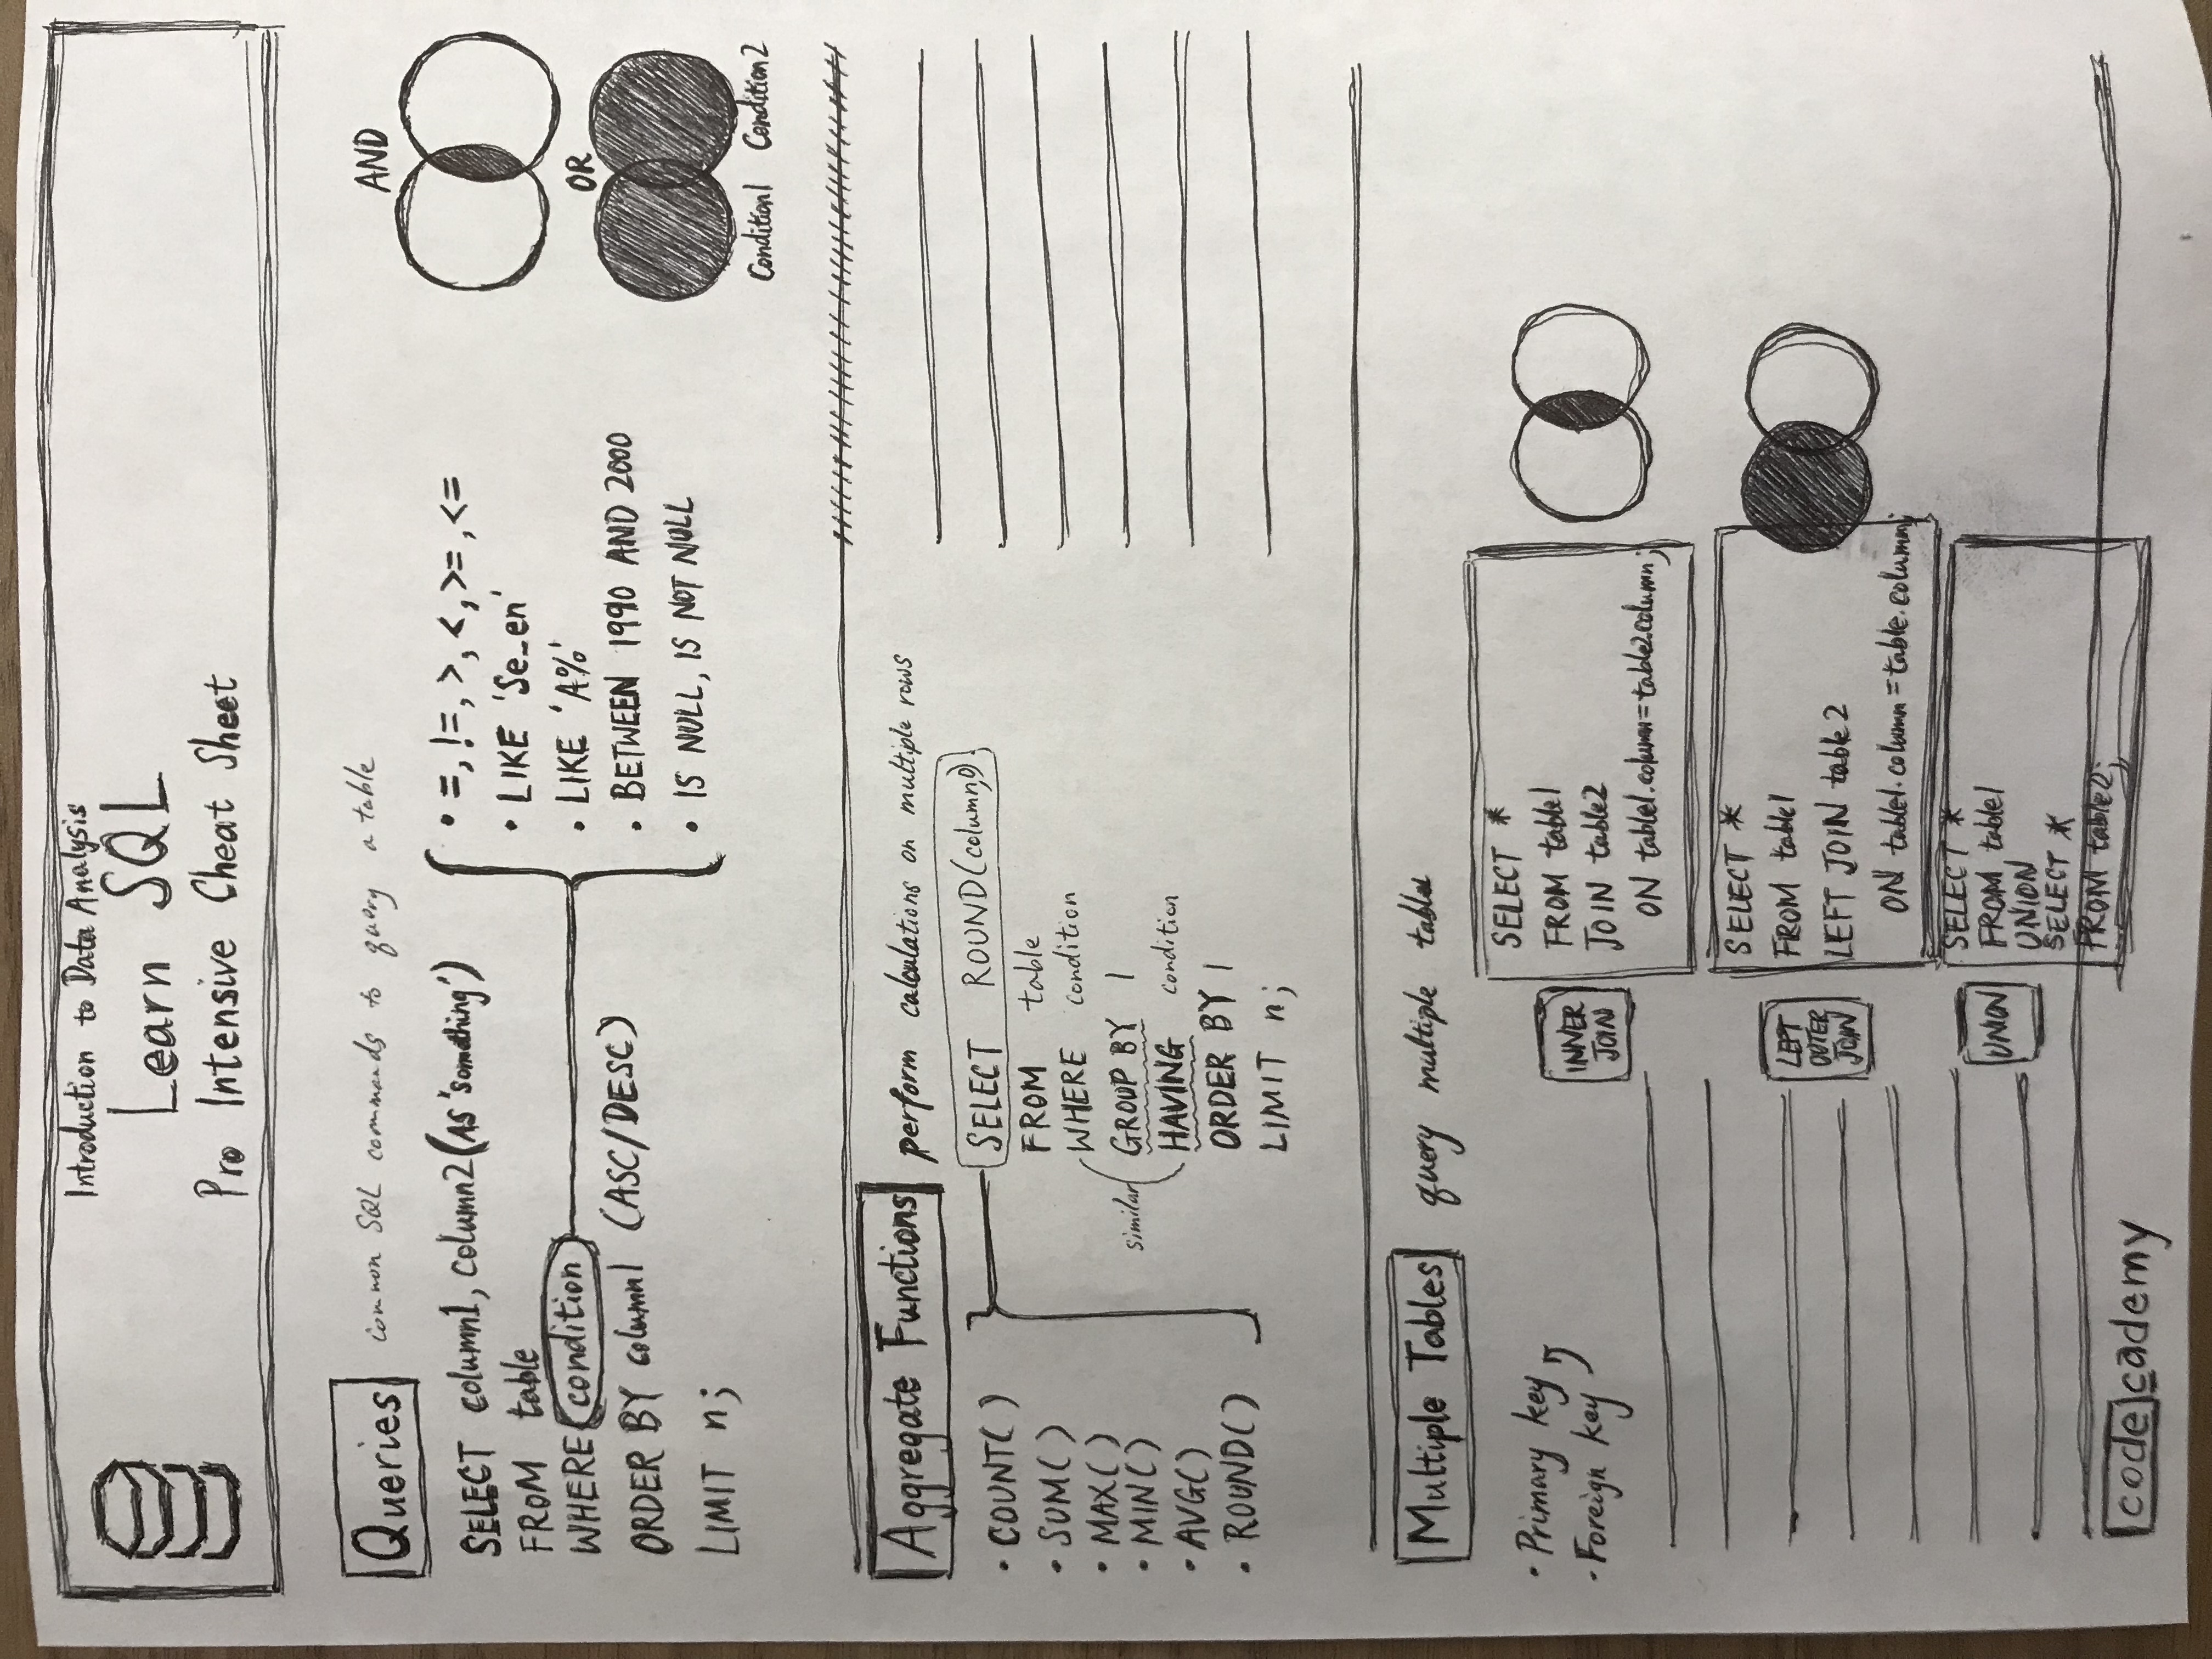 Introduction to Data Analysis
Learn SQL
Pro Intensive Cheat Sheet
Queries common SQL commands to query a table
SELECT column1, column2 (AS 'something')
FROM table
WHERE condition
ORDER BY column1 (ASC/DESC)
LIMIT n;
• =, !=, >, <, >=, <=
• LIKE 'Se_en'
• LIKE 'A%'
• BETWEEN 1990 AND 2000
• IS NULL, IS NOT NULL
AND
OR
Condition1 Condition2
Aggregate Functions perform calculations on multiple rows
• COUNT( )
• SUM( )
• MAX( )
• MIN( )
• AVG( )
• ROUND( )
SELECT ROUND(column,0)
FROM table
WHERE condition
similar
GROUP BY 1
HAVING condition
ORDER BY 1
LIMIT n;
Multiple Tables query multiple tables
• Primary key
• Foreign key
INNER
JOIN
SELECT *
FROM table1
JOIN table2
ON table1.column=table2.column;
LEFT
OUTER
JOIN
SELECT *
FROM table1
LEFT JOIN table2
ON table1.column=table.column;
UNION
SELECT *
FROM table1
UNION
SELECT *
FROM table2;
codecademy